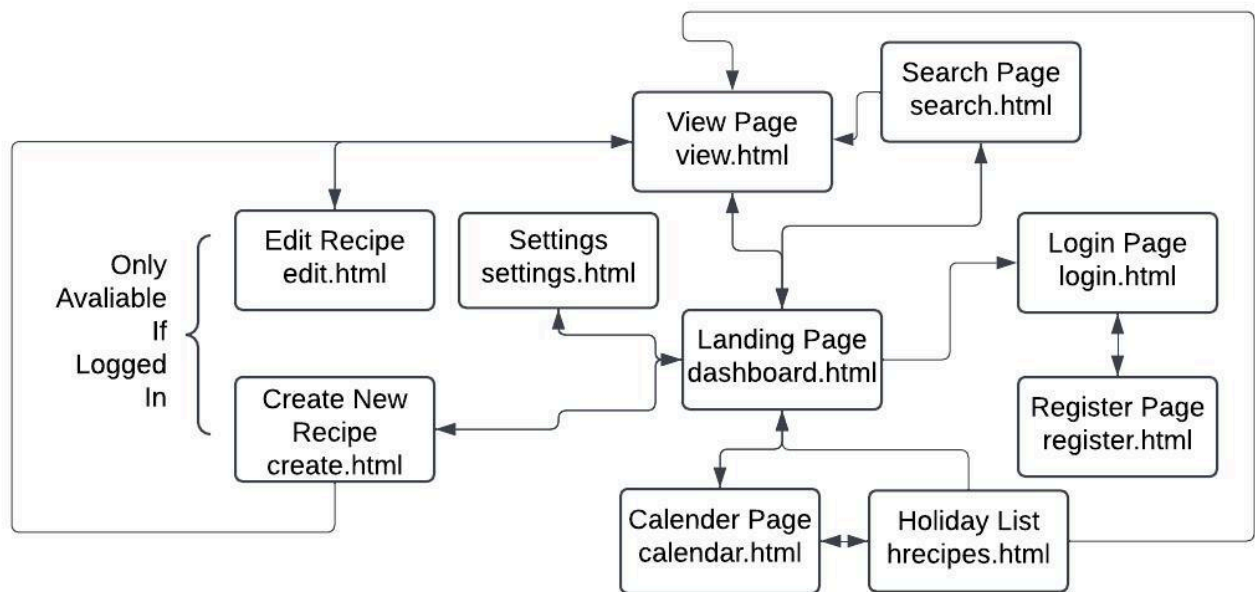 Search Page
search.html
View Page
view.html
Edit Recipe
edit.html
Settings
settings.html
Login Page
login.html
Only
Avaliable
If
Logged
In
Landing Page
dashboard.html
Create New
Recipe
create.html
Register Page
register.html
Calender Page
calendar.html
Holiday List
hrecipes.html